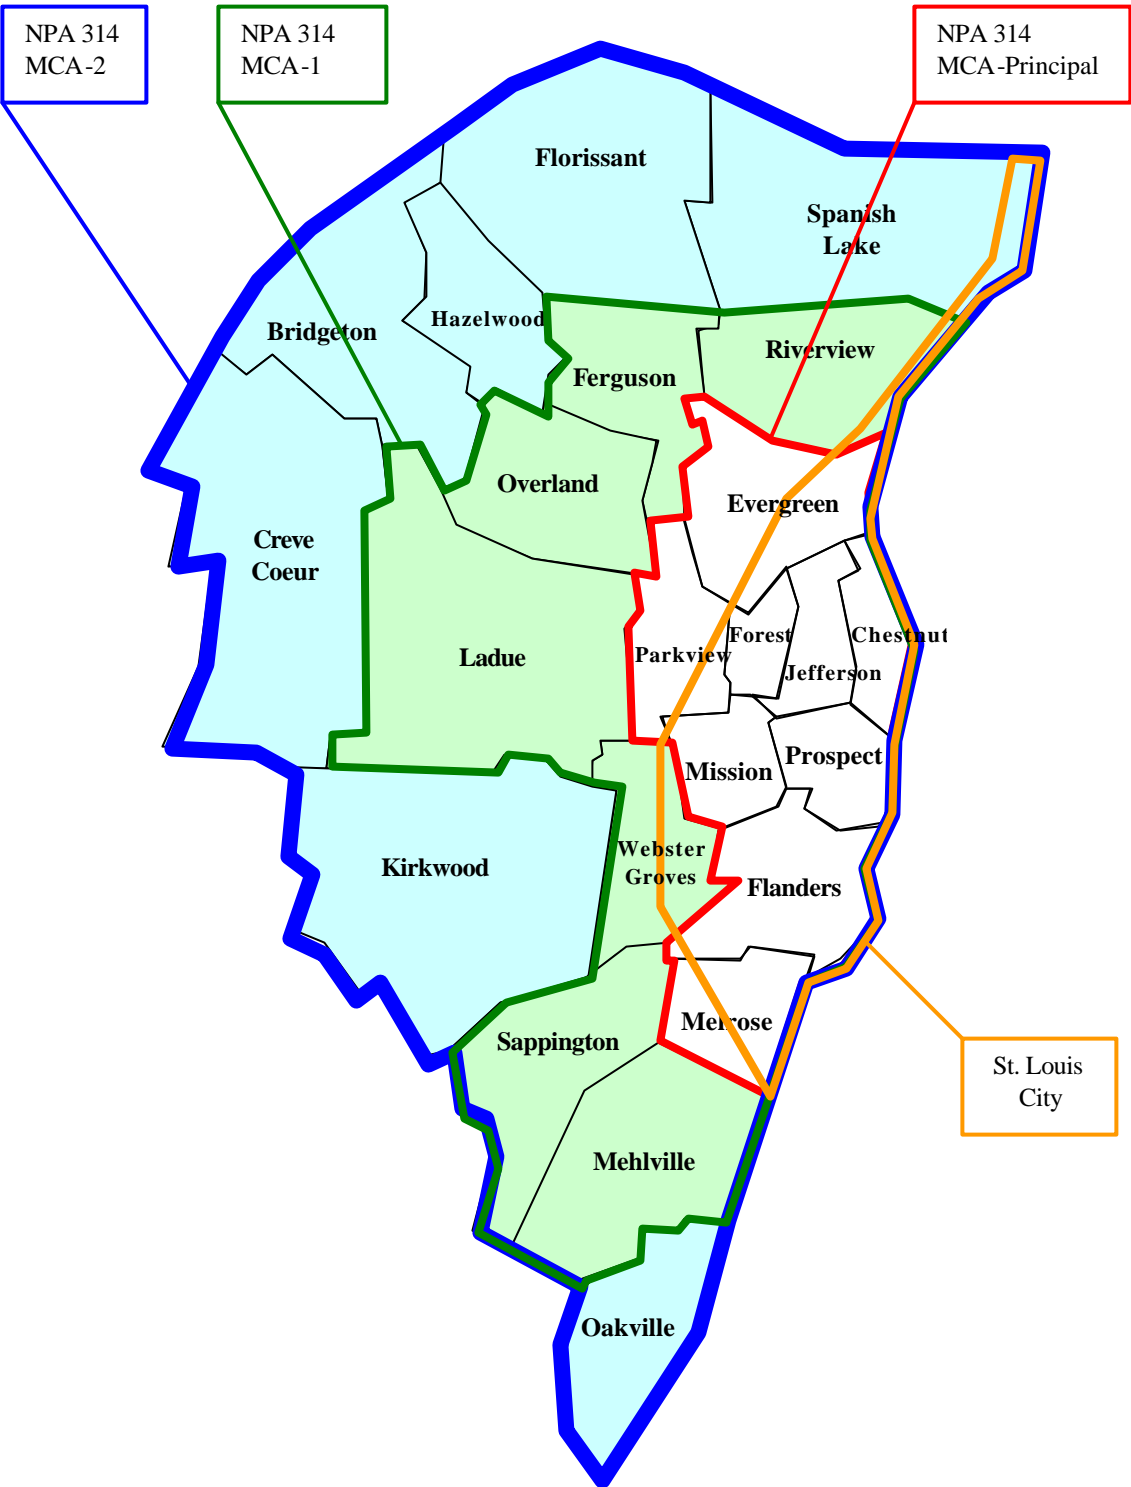 NPA 314
MCA-2
NPA 314
MCA-1
NPA 314
MCA-Principal
Florissant
Spanish
Lake
Bridgeton
Hazelwood
Riverview
Ferguson
Overland
Evergreen
Creve
Coeur
Forest
Chestnut
Parkview
Ladue
Jefferson
Prospect
Mission
Webster
Groves
Kirkwood
Flanders
Melrose
Sappington
St. Louis
City
Mehlville
Oakville